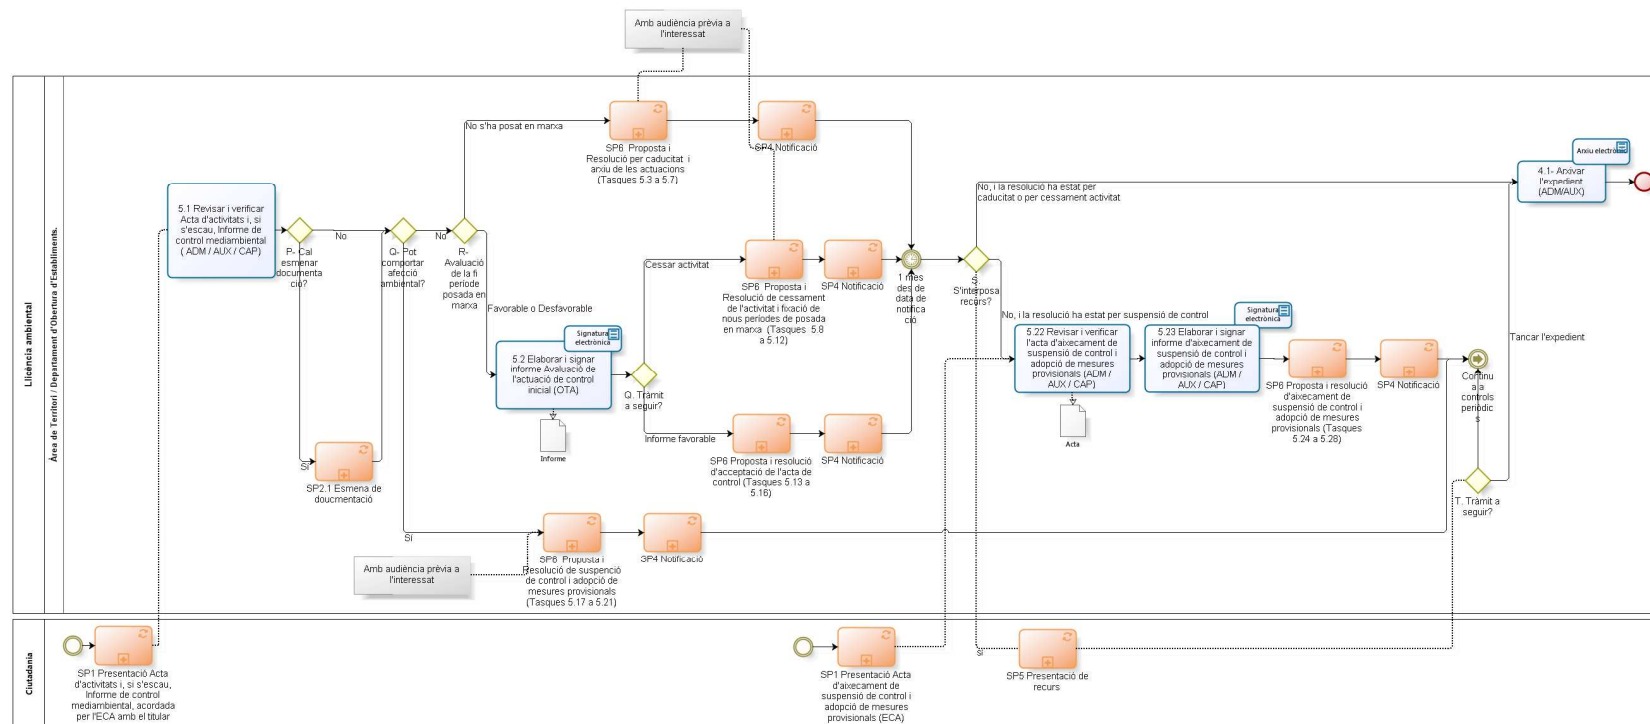 Amb audiència prèvia a
l'interessat
Llicència ambiental
Àrea de Territori / Departament d'Obertura d'Establiments.
No s'ha posat en marxa
SP6 Proposta i
Resolució per caducitat i
arxiu de les actuacions
(Tasques 5.3 a 5.7)
SP4 Notificació
5.1 Revisar i verificar
Acta d'activitats i, si
s'escau, Informe de
control mediambiental
( ADM / AUX / CAP)
P- Cal
esmenar
documenta
ció?
No
Sí
SP2.1 Esmena de
doucmentació
Q- Pot
comportar
afecció
ambiental?
No
Sí
R-
Avaluació
de la fi
període
posada en
marxa
Favorable o Desfavorable
Signatura
electrònica
5.2 Elaborar i signar
informe Avaluació de
l'actuació de control
inicial (OTA)
Informe
Q. Tràmit
a seguir?
Cessar activitat
SP6 Proposta i
Resolució de cessament
de l'activitat i fixació de
nous períodes de posada
en marxa (Tasques 5.8
a 5.12)
SP4 Notificació
Informe favorable
SP6 Proposta i resolució
d'acceptació de l'acta de
control (Tasques 5.13 a
5.16)
SP4 Notificació
1 mes
des de
data de
notifica
ció
S'interposa
recurs?
No, i la resolució ha estat per
caducitat o per cessament activitat
No, i la resolució ha estat per suspensió de control
5.22 Revisar i verificar
l'acta d'aixecament de
suspensió de control i
adopció de mesures
provisionals (ADM /
AUX / CAP)
Acta
Signatura
electrònica
5.23 Elaborar i signar
informe d'aixecament de
suspensió de control i
adopció de mesures
provisionals (ADM /
AUX / CAP)
SP6 Proposta i resolució
d'aixecament de
suspensió de control i
adopció de mesures
provisionals (Tasques
5.24 a 5.28)
SP4 Notificació
Continu
a a
controls
periòdic
s
Tancar l'expedient
T. Tràmit a
seguir?
Arxiu electrònic
4.1- Arxivar
l'expedient
(ADM/AUX)
Amb audiència prèvia a
l'interessat
SP6 Proposta i
Resolució de suspenció
de control i adopció de
mesures provisionals
(Tasques 5.17 a 5.21)
SP4 Notificació
Ciutadania
SP1 Presentació Acta
d'activitats i, si s'escau,
Informe de control
mediambiental, acordada
per l'ECA amb el titular
SP1 Presentació Acta
d'aixecament de
suspensió de control i
adopció de mesures
provisionals (ECA)
sí
SP5 Presentació de
recurs